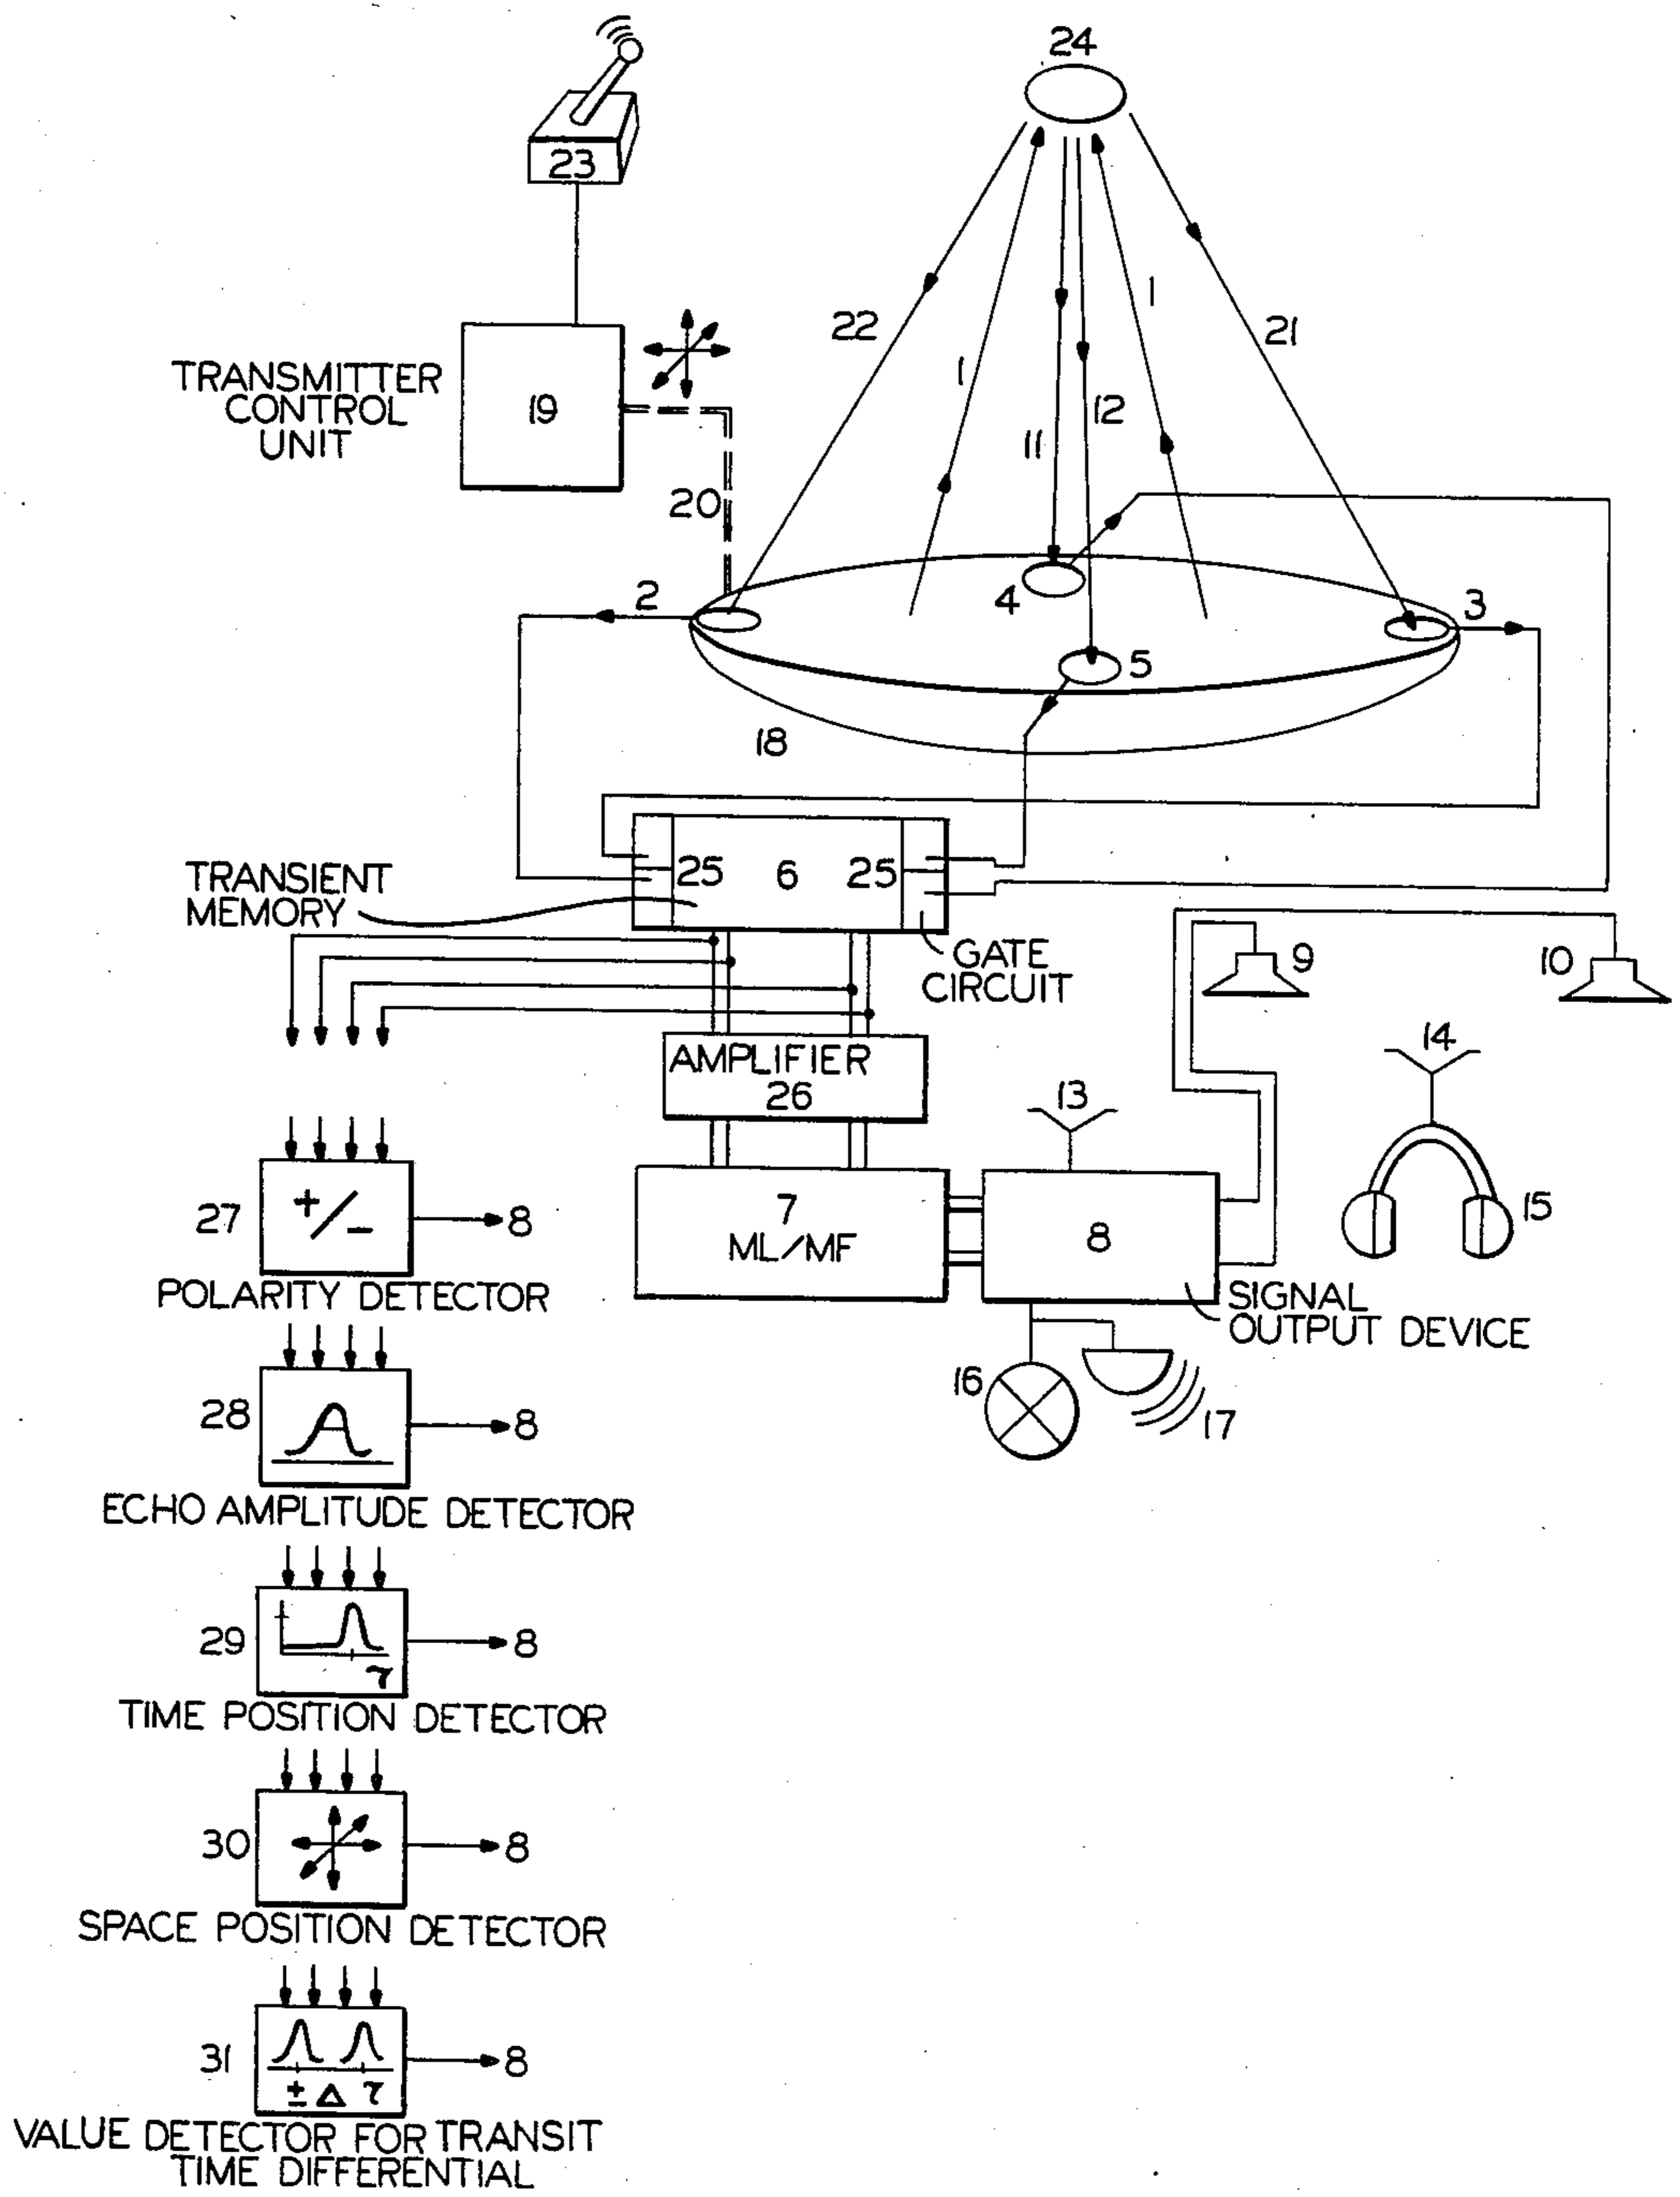 24
23
22
1
1
21
TRANSMITTER
CONTROL
UNIT
19
11
12
20
2
4
3
5
18
TRANSIENT
MEMORY
25
6
25
GATE
CIRCUIT
9
10
AMPLIFIER
26
13
14
15
27
+/-
8
POLARITY DETECTOR
7
ML/MF
8
SIGNAL
OUTPUT DEVICE
16
17
28
8
ECHO AMPLITUDE DETECTOR
29
τ
8
TIME POSITION DETECTOR
30
8
SPACE POSITION DETECTOR
31
± Δ τ
8
VALUE DETECTOR FOR TRANSIT
TIME DIFFERENTIAL